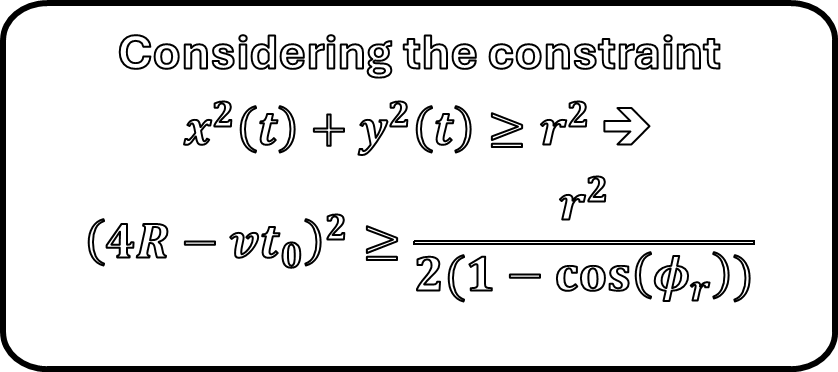 Considering the constraint
x²(t) + y²(t) ≥ r² ⇒
(4R − vt₀)² ≥ r² / 2(1 − cos(ϕᵣ))